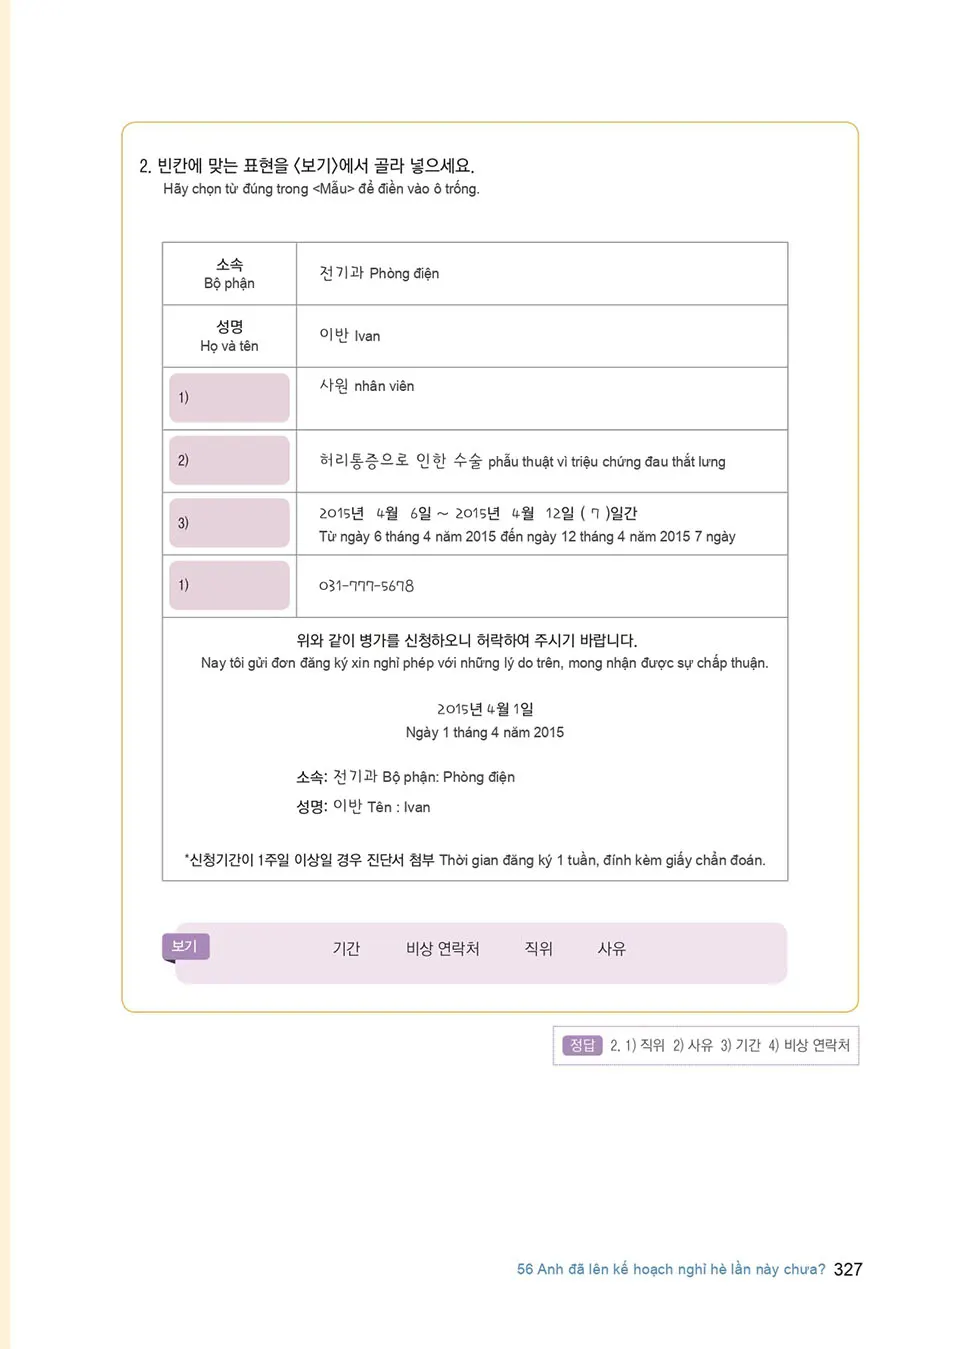 2. 빈칸에 맞는 표현을 〈보기〉에서 골라 넣으세요.
Hãy chọn từ đúng trong <Mẫu> để điền vào ô trống.
소속
Bộ phận
전기과 Phòng điện
성명
Họ và tên
이반 Ivan
1)
사원 nhân viên
2)
허리통증으로 인한 수술 phẫu thuật vì triệu chứng đau thắt lưng
3)
2015년 4월 6일 ~ 2015년 4월 12일 ( 7 )일간
Từ ngày 6 tháng 4 năm 2015 đến ngày 12 tháng 4 năm 2015 7 ngày
1)
031-777-5678
위와 같이 병가를 신청하오니 허락하여 주시기 바랍니다.
Nay tôi gửi đơn đăng ký xin nghỉ phép với những lý do trên, mong nhận được sự chấp thuận.
2015년 4월 1일
Ngày 1 tháng 4 năm 2015
소속: 전기과 Bộ phận: Phòng điện
성명: 이반 Tên : Ivan
*신청기간이 1주일 이상일 경우 진단서 첨부 Thời gian đăng ký 1 tuần, đính kèm giấy chẩn đoán.
보기 기간 비상 연락처 직위 사유
정답 2. 1) 직위 2) 사유 3) 기간 4) 비상 연락처
56 Anh đã lên kế hoạch nghỉ hè lần này chưa? 327